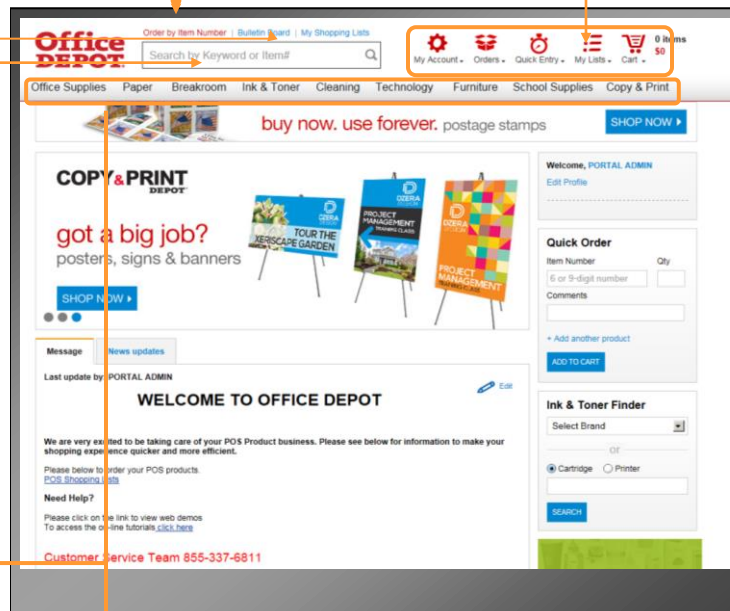 Office DEPOT
Order by Item Number | Bulletin Board | My Shopping Lists
Search by Keyword or Item#
My Account Orders Quick Entry My Lists Cart
0 items
$0
Office Supplies Paper Breakroom Ink & Toner Cleaning Technology Furniture School Supplies Copy & Print
buy now. use forever. postage stamps SHOP NOW
COPY & PRINT
DEPOT
got a big job?
posters, signs & banners
SHOP NOW
DZERA
TOUR THE
XERISCAPE GARDEN
DZERA
PROJECT
MANAGEMENT
TRAINING CLASS
DZERA
PROJECT
MANAGEMENT
TRAINING CLASS
Welcome, PORTAL ADMIN
Edit Profile
Quick Order
Item Number Qty
6 or 9-digit number
Comments
+ Add another product
ADD TO CART
Message News updates
Last update by: PORTAL ADMIN
Edit
WELCOME TO OFFICE DEPOT
We are very excited to be taking care of your POS Product business. Please see below for information to make your
shopping experience quicker and more efficient.
Please below to order your POS products.
POS Shopping Lists
Need Help?
Please click on the link to view web demos
To access the on-line tutorials click here
Customer Service Team 855-337-6811
Ink & Toner Finder
Select Brand
or
Cartridge Printer
SEARCH